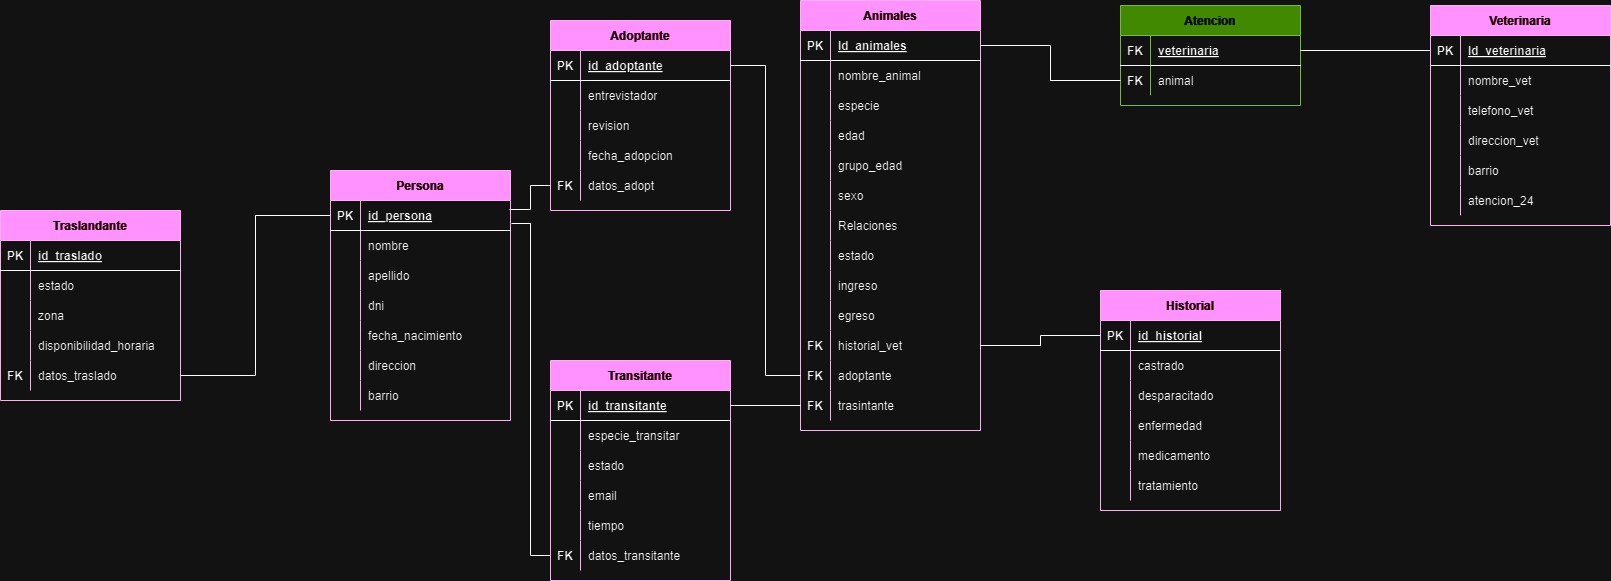 Traslandante
PK id_traslado
estado
zona
disponibilidad_horaria
FK datos_traslado
Persona
PK id_persona
nombre
apellido
dni
fecha_nacimiento
direccion
barrio
Adoptante
PK id_adoptante
entrevistador
revision
fecha_adopcion
FK datos_adopt
Transitante
PK id_transitante
especie_transitar
estado
email
tiempo
FK datos_transitante
Animales
PK Id_animales
nombre_animal
especie
edad
grupo_edad
sexo
Relaciones
estado
ingreso
egreso
FK historial_vet
FK adoptante
FK trasintante
Atencion
FK veterinaria
FK animal
Historial
PK id_historial
castrado
desparacitado
enfermedad
medicamento
tratamiento
Veterinaria
PK Id_veterinaria
nombre_vet
telefono_vet
direccion_vet
barrio
atencion_24